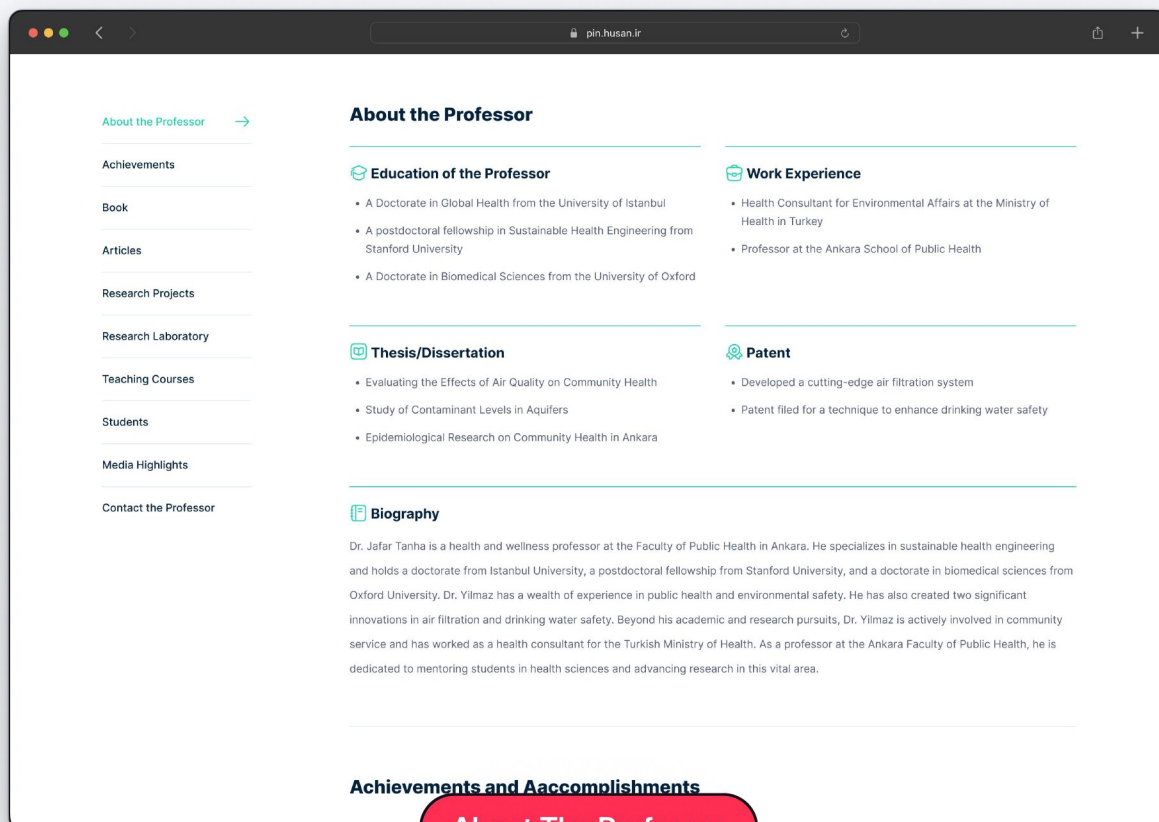 pin.husan.ir
About the Professor
Achievements
Book
Articles
Research Projects
Research Laboratory
Teaching Courses
Students
Media Highlights
Contact the Professor
About the Professor
Education of the Professor
• A Doctorate in Global Health from the University of Istanbul
• A postdoctoral fellowship in Sustainable Health Engineering from
Stanford University
• A Doctorate in Biomedical Sciences from the University of Oxford
Work Experience
• Health Consultant for Environmental Affairs at the Ministry of
Health in Turkey
• Professor at the Ankara School of Public Health
Thesis/Dissertation
• Evaluating the Effects of Air Quality on Community Health
• Study of Contaminant Levels in Aquifers
• Epidemiological Research on Community Health in Ankara
Patent
• Developed a cutting-edge air filtration system
• Patent filed for a technique to enhance drinking water safety
Biography
Dr. Jafar Tanha is a health and wellness professor at the Faculty of Public Health in Ankara. He specializes in sustainable health engineering
and holds a doctorate from Istanbul University, a postdoctoral fellowship from Stanford University, and a doctorate in biomedical sciences from
Oxford University. Dr. Yilmaz has a wealth of experience in public health and environmental safety. He has also created two significant
innovations in air filtration and drinking water safety. Beyond his academic and research pursuits, Dr. Yilmaz is actively involved in community
service and has worked as a health consultant for the Turkish Ministry of Health. As a professor at the Ankara Faculty of Public Health, he is
dedicated to mentoring students in health sciences and advancing research in this vital area.
Achievements and Aaccomplishments
About The Professor